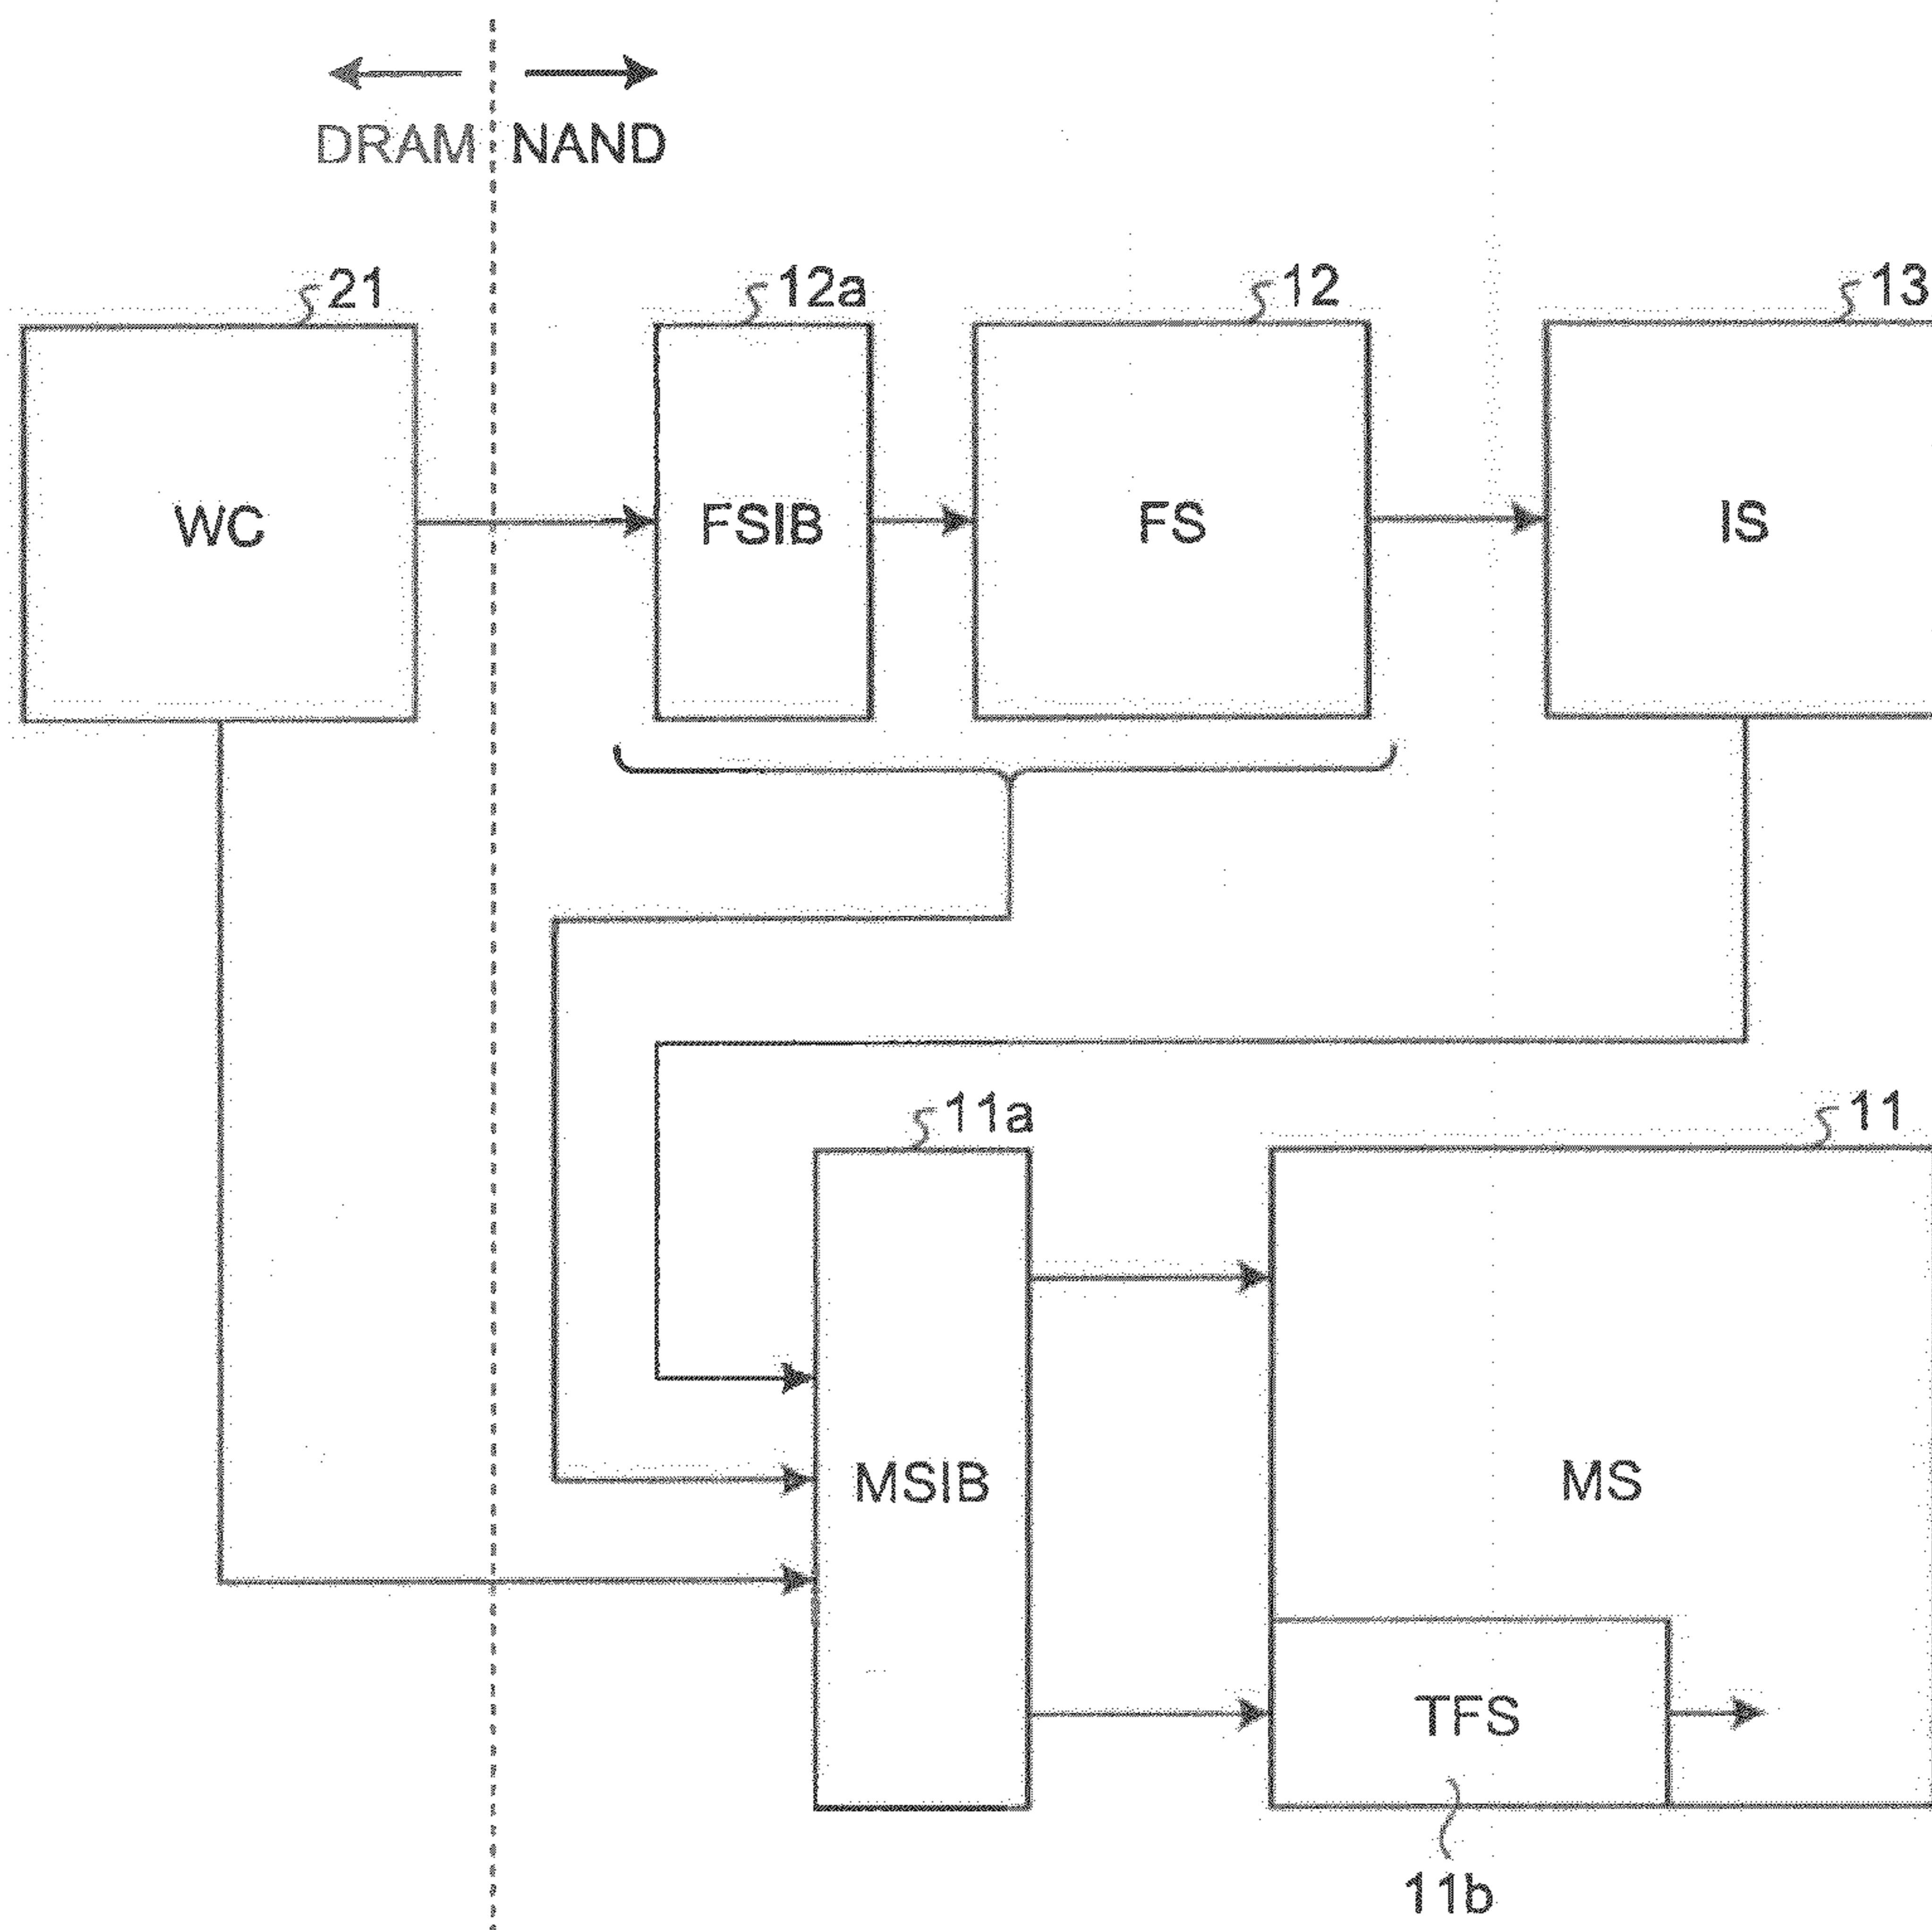 DRAM NAND
21
12a
12
13
WC
FSIB
FS
IS
11a
11
MSIB
MS
TFS
11b